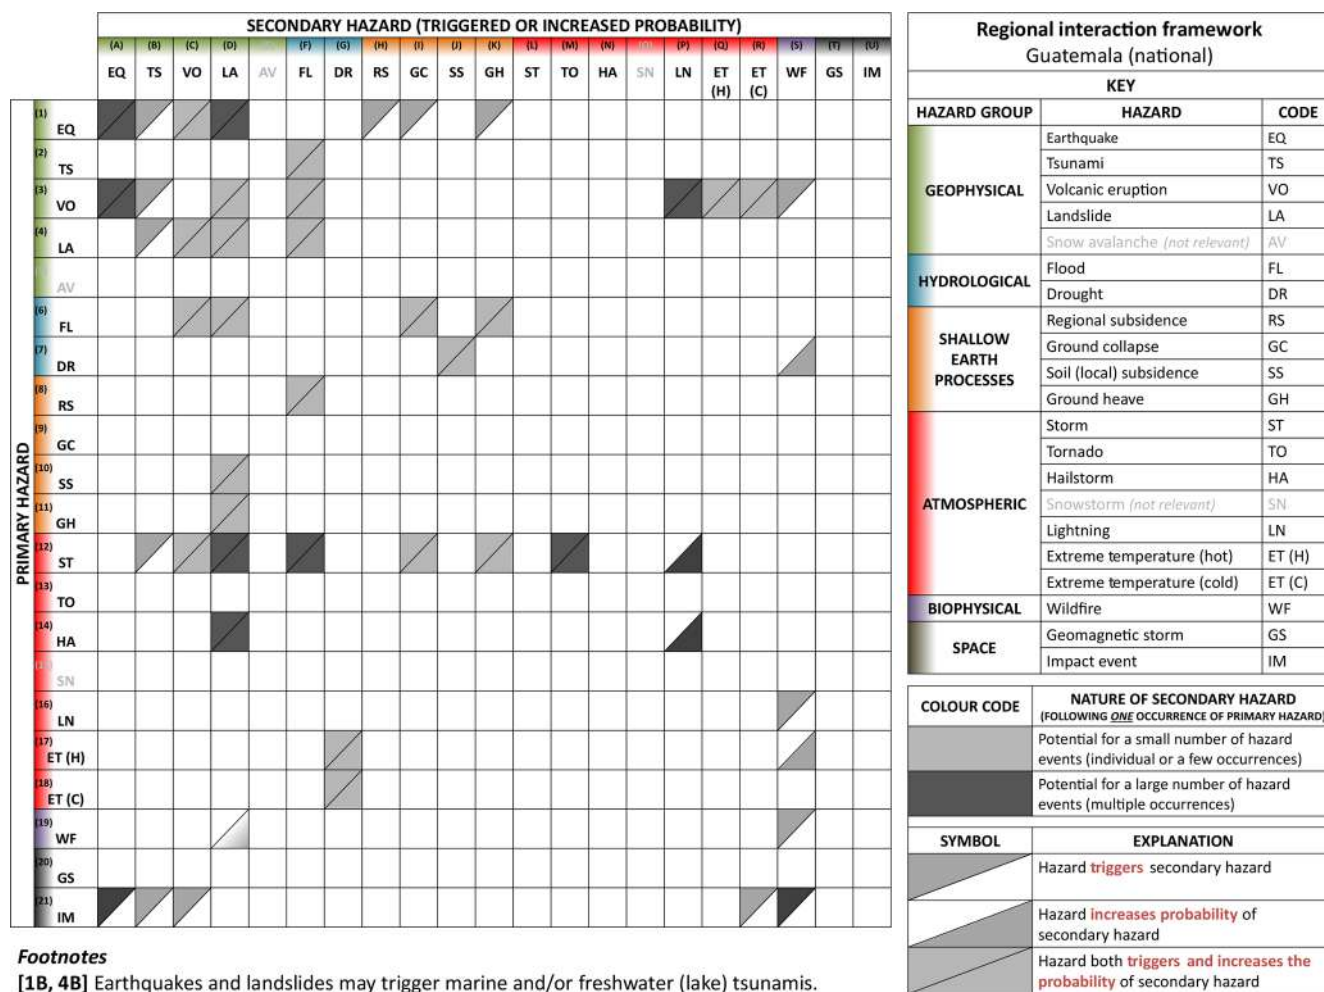 SECONDARY HAZARD (TRIGGERED OR INCREASED PROBABILITY)
(A) (B) (C) (D) (F) (G) (H) (I) (J) (K) (L) (M) (N) (P) (Q) (R) (S) (T) (U)
EQ TS VO LA AV FL DR RS GC SS GH ST TO HA SN LN ET (H) ET (C) WF GS IM
PRIMARY HAZARD
(1) EQ
(2) TS
(3) VO
(4) LA
AV
(6) FL
(7) DR
(8) RS
(9) GC
(10) SS
(11) GH
(12) ST
(13) TO
(14) HA
SN
(16) LN
(17) ET (H)
(18) ET (C)
(19) WF
(20) GS
(21) IM
Footnotes
[1B, 4B] Earthquakes and landslides may trigger marine and/or freshwater (lake) tsunamis.
Regional interaction framework
Guatemala (national)
KEY
HAZARD GROUP HAZARD CODE
GEOPHYSICAL
Earthquake EQ
Tsunami TS
Volcanic eruption VO
Landslide LA
Snow avalanche (not relevant) AV
HYDROLOGICAL
Flood FL
Drought DR
SHALLOW
EARTH
PROCESSES
Regional subsidence RS
Ground collapse GC
Soil (local) subsidence SS
Ground heave GH
ATMOSPHERIC
Storm ST
Tornado TO
Hailstorm HA
Snowstorm (not relevant) SN
Lightning LN
Extreme temperature (hot) ET (H)
Extreme temperature (cold) ET (C)
BIOPHYSICAL Wildfire WF
SPACE
Geomagnetic storm GS
Impact event IM
COLOUR CODE NATURE OF SECONDARY HAZARD
(FOLLOWING ONE OCCURRENCE OF PRIMARY HAZARD)
Potential for a small number of hazard
events (individual or a few occurrences)
Potential for a large number of hazard
events (multiple occurrences)
SYMBOL EXPLANATION
Hazard triggers secondary hazard
Hazard increases probability of
secondary hazard
Hazard both triggers and increases the
probability of secondary hazard